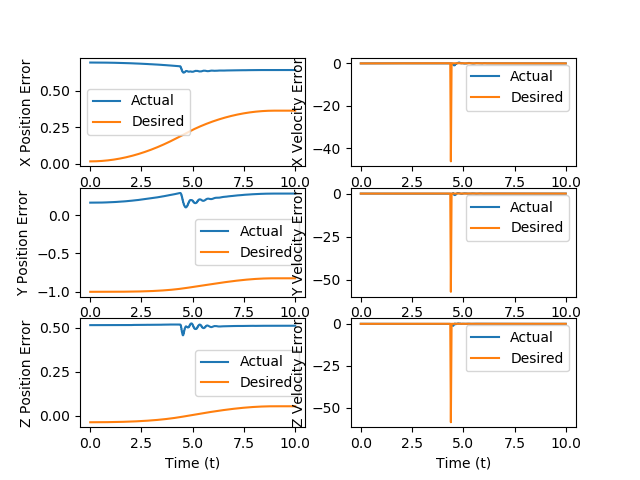 X Position Error
0.50
0.25
0.00
Actual
Desired
0.0
2.5
5.0
7.5
10.0
X Velocity Error
0
−20
−40
Actual
Desired
0.0
2.5
5.0
7.5
10.0
Y Position Error
0.0
−0.5
−1.0
Actual
Desired
0.0
2.5
5.0
7.5
10.0
Y Velocity Error
0
−25
−50
Actual
Desired
0.0
2.5
5.0
7.5
10.0
Z Position Error
0.50
0.25
0.00
Actual
Desired
0.0
2.5
5.0
7.5
10.0
Time (t)
Z Velocity Error
0
−25
−50
Actual
Desired
0.0
2.5
5.0
7.5
10.0
Time (t)